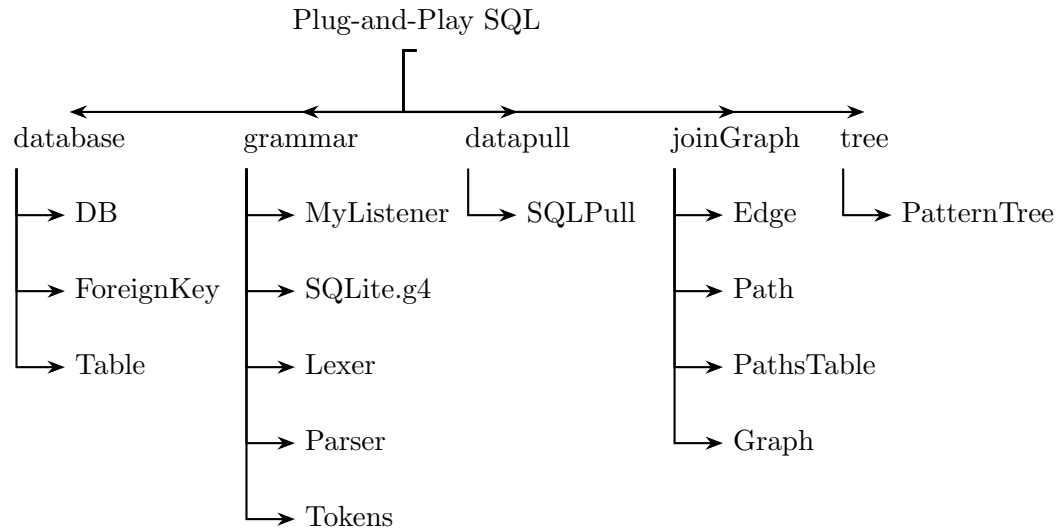 Plug-and-Play SQL
database grammar datapull joinGraph tree
DB MyListener SQLPull Edge PatternTree
ForeignKey SQLite.g4 Path
Table Lexer PathsTable
Parser Graph
Tokens